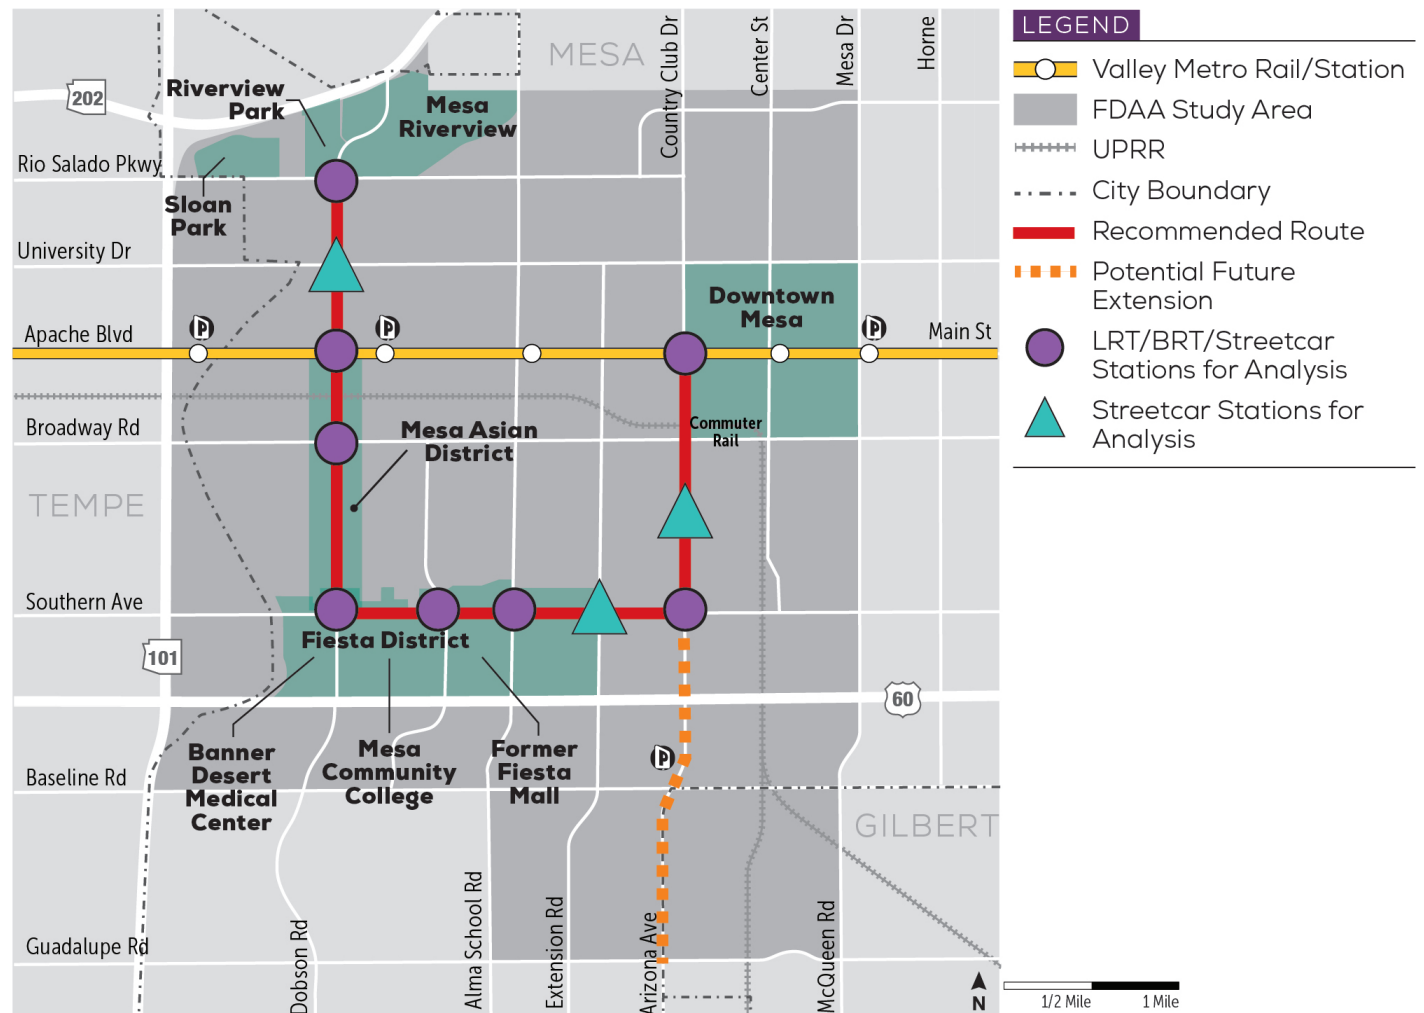 MESA
Country Club Dr
Center St
Mesa Dr
Horne
202
Riverview
Park
Mesa
Riverview
Rio Salado Pkwy
Sloan
Park
University Dr
Downtown
Mesa
Apache Blvd
P
P
P
Main St
Broadway Rd
Mesa Asian
District
Commuter
Rail
TEMPE
Southern Ave
Fiesta District
101
60
Banner
Desert
Medical
Center
Mesa
Community
College
Former
Fiesta
Mall
P
Baseline Rd
GILBERT
Guadalupe Rd
Dobson Rd
Alma School Rd
Extension Rd
Arizona Ave
McQueen Rd
N
LEGEND
Valley Metro Rail/Station
FDAA Study Area
UPRR
City Boundary
Recommended Route
Potential Future
Extension
LRT/BRT/Streetcar
Stations for Analysis
Streetcar Stations for
Analysis
1/2 Mile
1 Mile